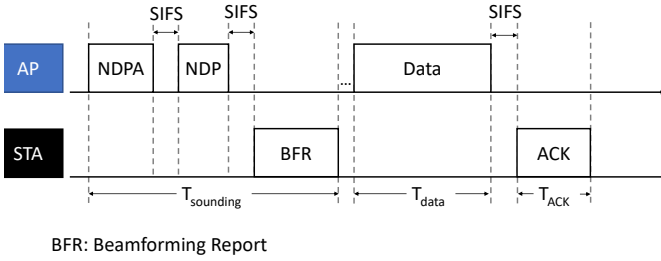 SIFS SIFS SIFS
AP NDPA NDP ... Data
STA BFR ACK
Tsounding Tdata TACK
BFR: Beamforming Report